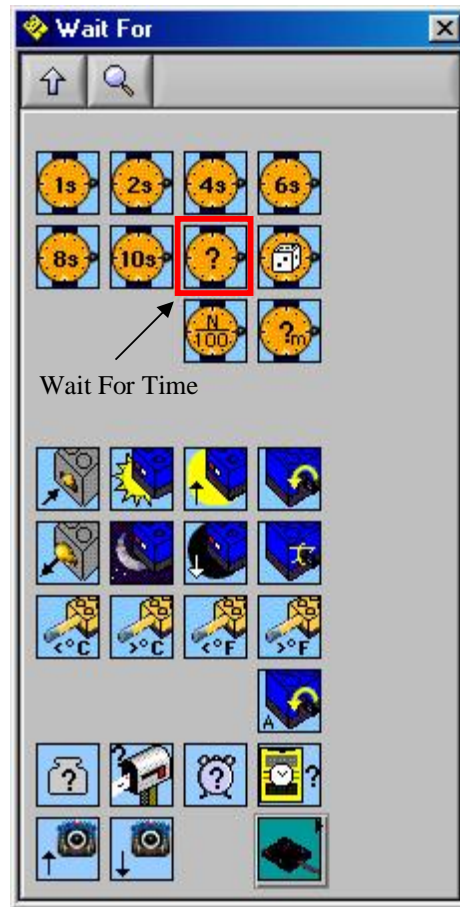 Wait For
1s 2s 4s 6s
8s 10s ?
N/100 ?m
Wait For Time
<°C >°C <°F >°F
A
? ? ? ?